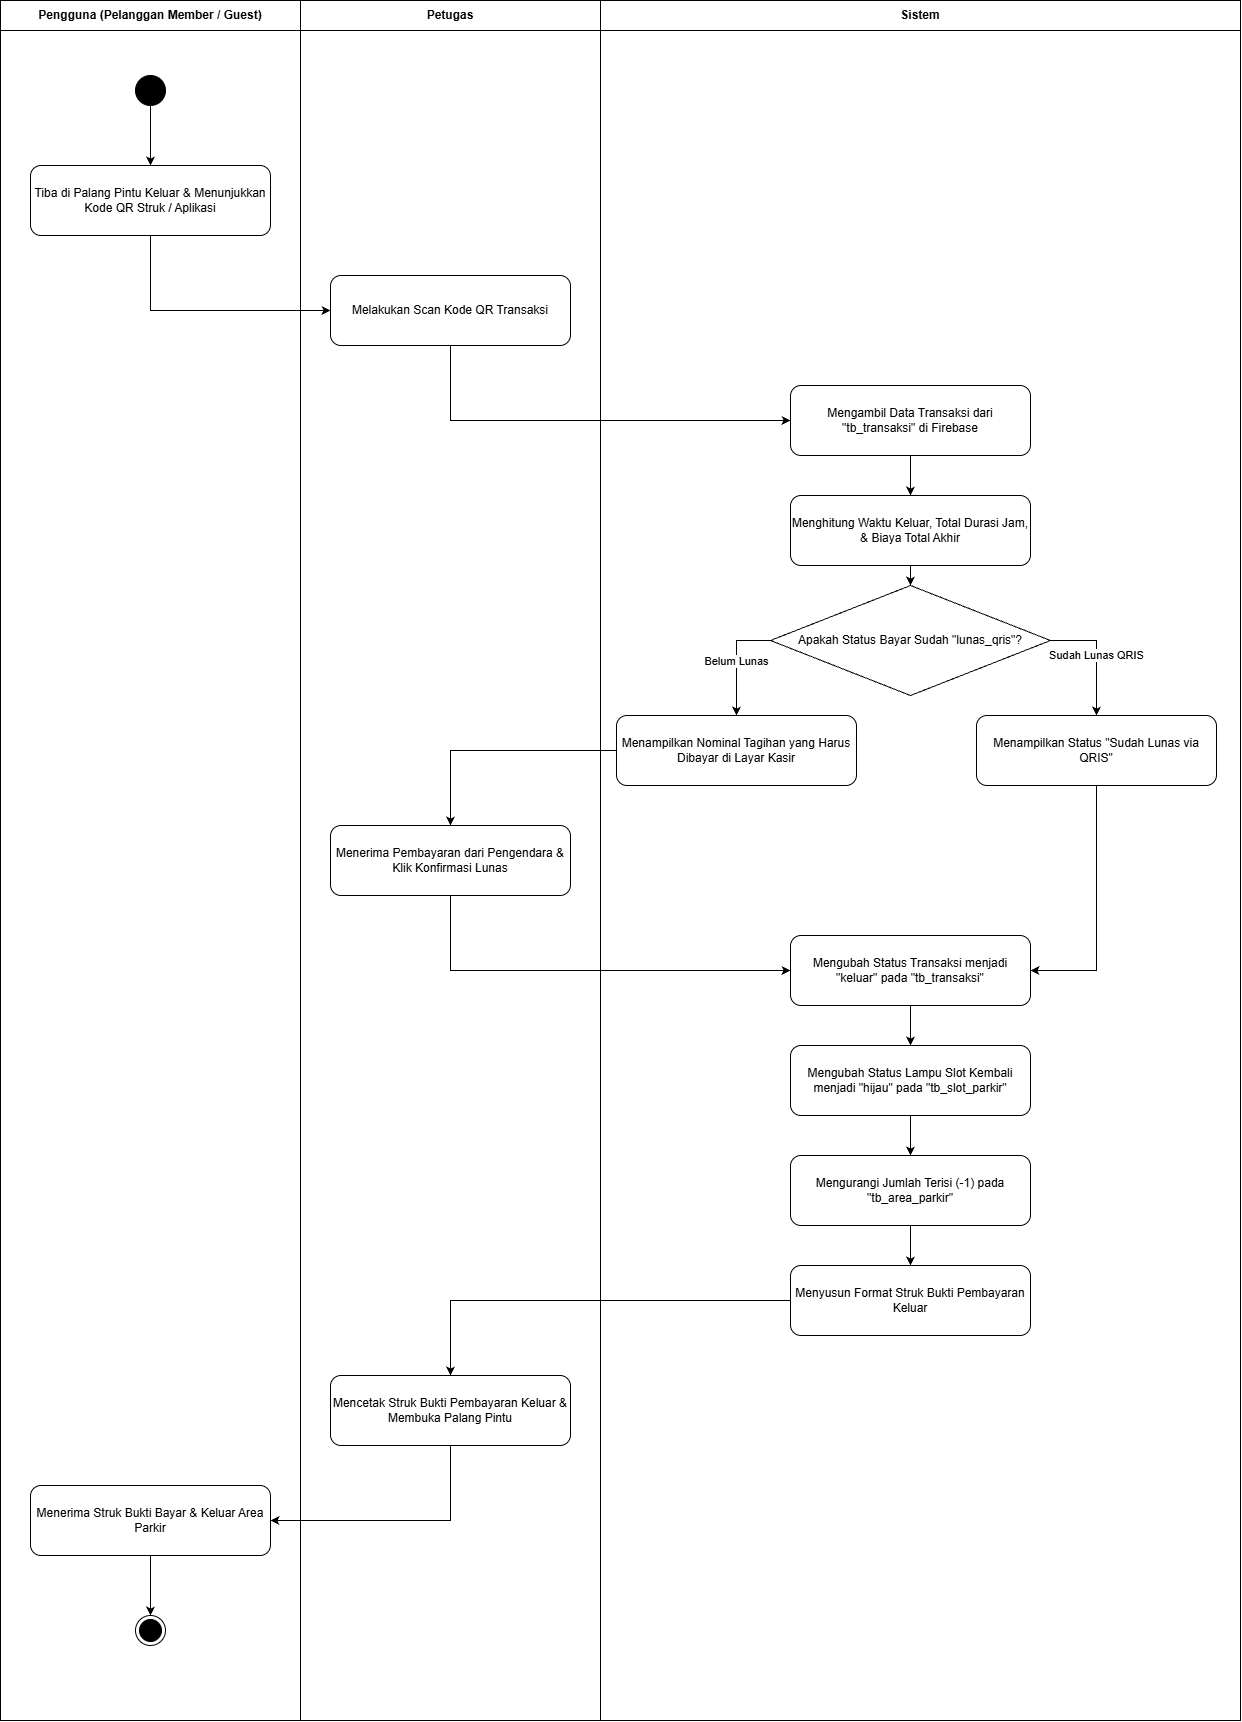 Pengguna (Pelanggan Member / Guest)
Petugas
Sistem
Tiba di Palang Pintu Keluar & Menunjukkan
Kode QR Struk / Aplikasi
Melakukan Scan Kode QR Transaksi
Mengambil Data Transaksi dari
"tb_transaksi" di Firebase
Menghitung Waktu Keluar, Total Durasi Jam,
& Biaya Total Akhir
Apakah Status Bayar Sudah "lunas_qris"?
Belum Lunas
Sudah Lunas QRIS
Menampilkan Nominal Tagihan yang Harus
Dibayar di Layar Kasir
Menampilkan Status "Sudah Lunas via
QRIS"
Menerima Pembayaran dari Pengendara &
Klik Konfirmasi Lunas
Mengubah Status Transaksi menjadi
"keluar" pada "tb_transaksi"
Mengubah Status Lampu Slot Kembali
menjadi "hijau" pada "tb_slot_parkir"
Mengurangi Jumlah Terisi (-1) pada
"tb_area_parkir"
Menyusun Format Struk Bukti Pembayaran
Keluar
Mencetak Struk Bukti Pembayaran Keluar &
Membuka Palang Pintu
Menerima Struk Bukti Bayar & Keluar Area
Parkir